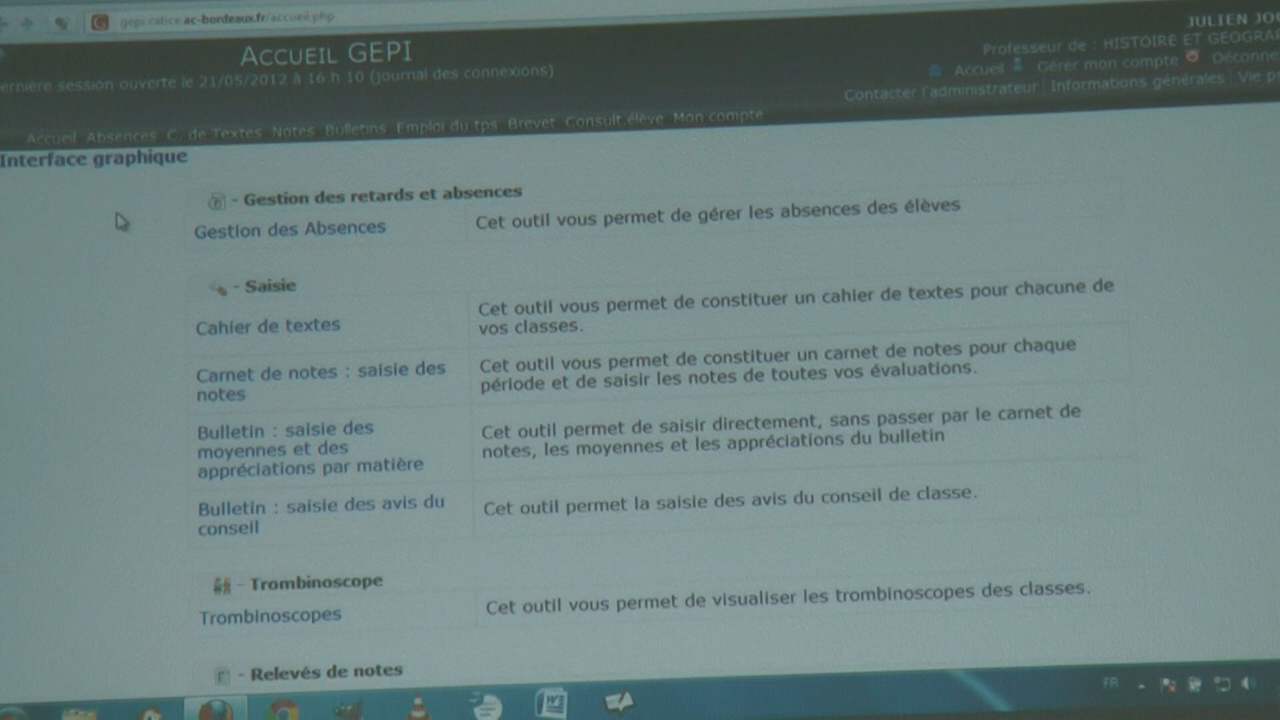 gepi.catice.ac-bordeaux.fr/accueil.php
ACCUEIL GEPI
JULIEN
ernière session ouverte le 21/05/2012 à 16 h 10 (Journal des connexions)
Professeur de : HISTOIRE ET GEOGRA
Accueil Gérer mon compte Déconne
Contacter l'administrateur | Informations générales | Vie p
Accueil Absences C. de Textes Notes Bulletins Emploi du tps Brevet Consult.élève Mon compte
Interface graphique
- Gestion des retards et absences
Gestion des Absences
Cet outil vous permet de gérer les absences des élèves
- Saisie
Cahier de textes
Cet outil vous permet de constituer un cahier de textes pour chacune de
vos classes.
Carnet de notes : saisie des
notes
Cet outil vous permet de constituer un carnet de notes pour chaque
période et de saisir les notes de toutes vos évaluations.
Bulletin : saisie des
moyennes et des
appréciations par matière
Cet outil permet de saisir directement, sans passer par le carnet de
notes, les moyennes et les appréciations du bulletin
Bulletin : saisie des avis du
conseil
Cet outil permet la saisie des avis du conseil de classe.
- Trombinoscope
Trombinoscopes
Cet outil vous permet de visualiser les trombinoscopes des classes.
- Relevés de notes
FR